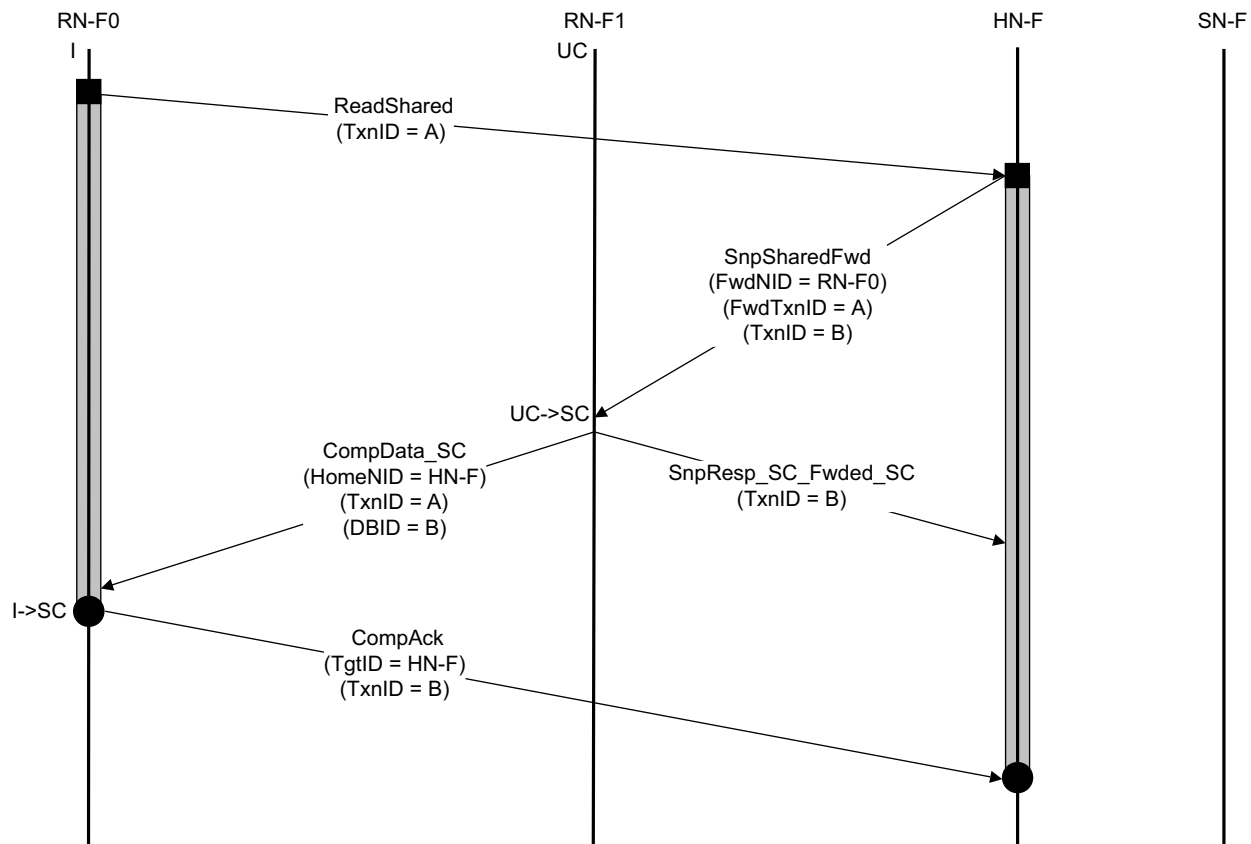 RN-F0
RN-F1
HN-F
SN-F
I
UC
ReadShared
(TxnID = A)
SnpSharedFwd
(FwdNID = RN-F0)
(FwdTxnID = A)
(TxnID = B)
UC->SC
CompData_SC
(HomeNID = HN-F)
(TxnID = A)
(DBID = B)
SnpResp_SC_Fwded_SC
(TxnID = B)
I->SC
CompAck
(TgtID = HN-F)
(TxnID = B)